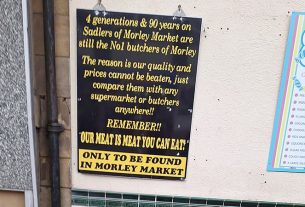 4 generations & 90 years on
Sadlers of Morley Market are
still the No1 butchers of Morley
The reason is our quality and
prices cannot be beaten, just
compare them with any
supermarket or butchers
anywhere!!
REMEMBER!!
OUR MEAT IS MEAT YOU CAN EAT!
ONLY TO BE FOUND
IN MORLEY MARKET